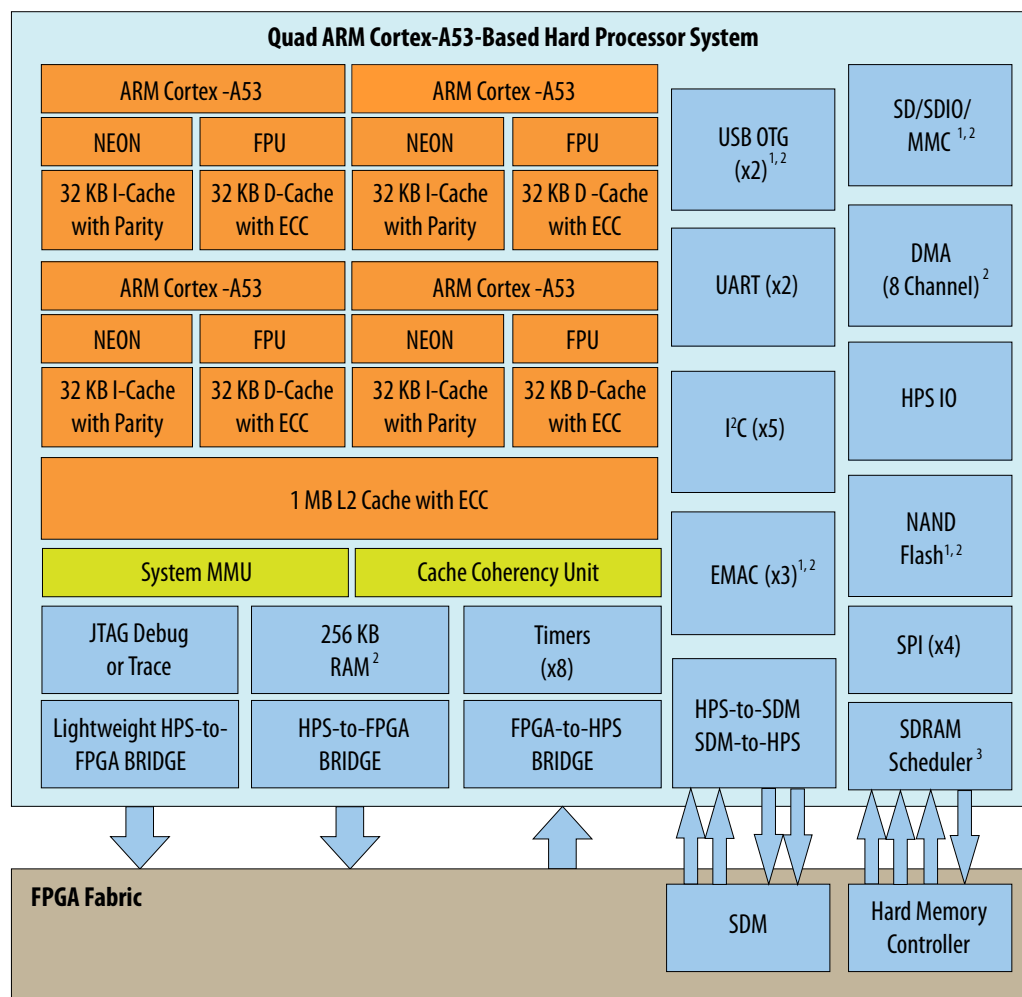 Quad ARM Cortex-A53-Based Hard Processor System
ARM Cortex -A53
ARM Cortex -A53
NEON
FPU
NEON
FPU
32 KB I-Cache
with Parity
32 KB D-Cache
with ECC
32 KB I-Cache
with Parity
32 KB D -Cache
with ECC
ARM Cortex -A53
ARM Cortex -A53
NEON
FPU
NEON
FPU
32 KB I-Cache
with Parity
32 KB D-Cache
with ECC
32 KB I-Cache
with Parity
32 KB D-Cache
with ECC
1 MB L2 Cache with ECC
System MMU
Cache Coherency Unit
JTAG Debug
or Trace
256 KB
RAM 2
Timers
(x8)
Lightweight HPS-to-
FPGA BRIDGE
HPS-to-FPGA
BRIDGE
FPGA-to-HPS
BRIDGE
USB OTG
(x2) 1, 2
UART (x2)
I2C (x5)
EMAC (x3) 1, 2
HPS-to-SDM
SDM-to-HPS
SD/SDIO/
MMC 1, 2
DMA
(8 Channel) 2
HPS IO
NAND
Flash1, 2
SPI (x4)
SDRAM
Scheduler 3
FPGA Fabric
SDM
Hard Memory
Controller